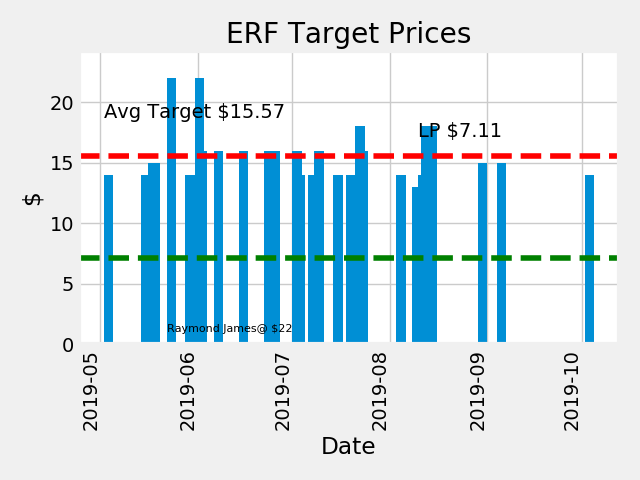 ERF Target Prices
Avg Target $15.57
LP $7.11
Raymond James@ $22
$
20
15
10
5
0
2019-05
2019-06
2019-07
2019-08
2019-09
2019-10
Date